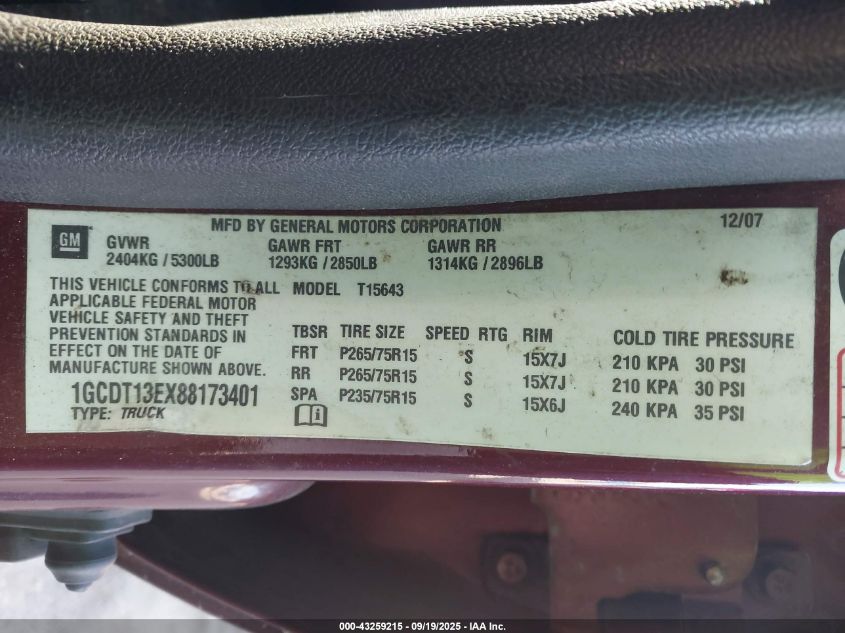 MFD BY GENERAL MOTORS CORPORATION 12/07
GM
GVWR GAWR FRT GAWR RR
2404KG / 5300LB 1293KG / 2850LB 1314KG / 2896LB
THIS VEHICLE CONFORMS TO ALL MODEL T15643
APPLICABLE FEDERAL MOTOR
VEHICLE SAFETY AND THEFT
PREVENTION STANDARDS IN
EFFECT ON THE DATE OF
MANUFACTURE SHOWN ABOVE.
1GCDT13EX88173401
TYPE: TRUCK
TBSR TIRE SIZE SPEED RTG RIM COLD TIRE PRESSURE
FRT P265/75R15 S 15X7J 210 KPA 30 PSI
RR P265/75R15 S 15X7J 210 KPA 30 PSI
SPA P235/75R15 S 15X6J 240 KPA 35 PSI
000-43259215 - 09/19/2025 - IAA Inc.